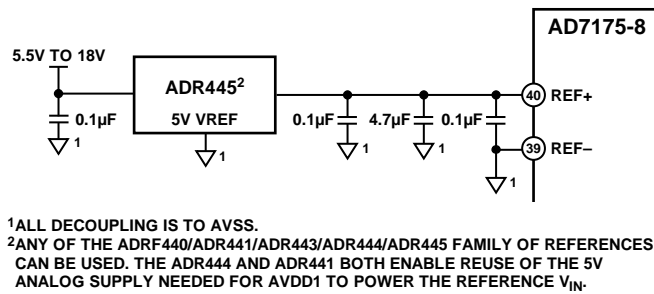 AD7175-8
5.5V TO 18V
ADR445²
5V VREF
0.1µF
1
1
0.1µF
1
4.7µF
1
0.1µF
1
40 REF+
39 REF–
¹ALL DECOUPLING IS TO AVSS.
²ANY OF THE ADRF440/ADR441/ADR443/ADR444/ADR445 FAMILY OF REFERENCES
CAN BE USED. THE ADR444 AND ADR441 BOTH ENABLE REUSE OF THE 5V
ANALOG SUPPLY NEEDED FOR AVDD1 TO POWER THE REFERENCE VIN.